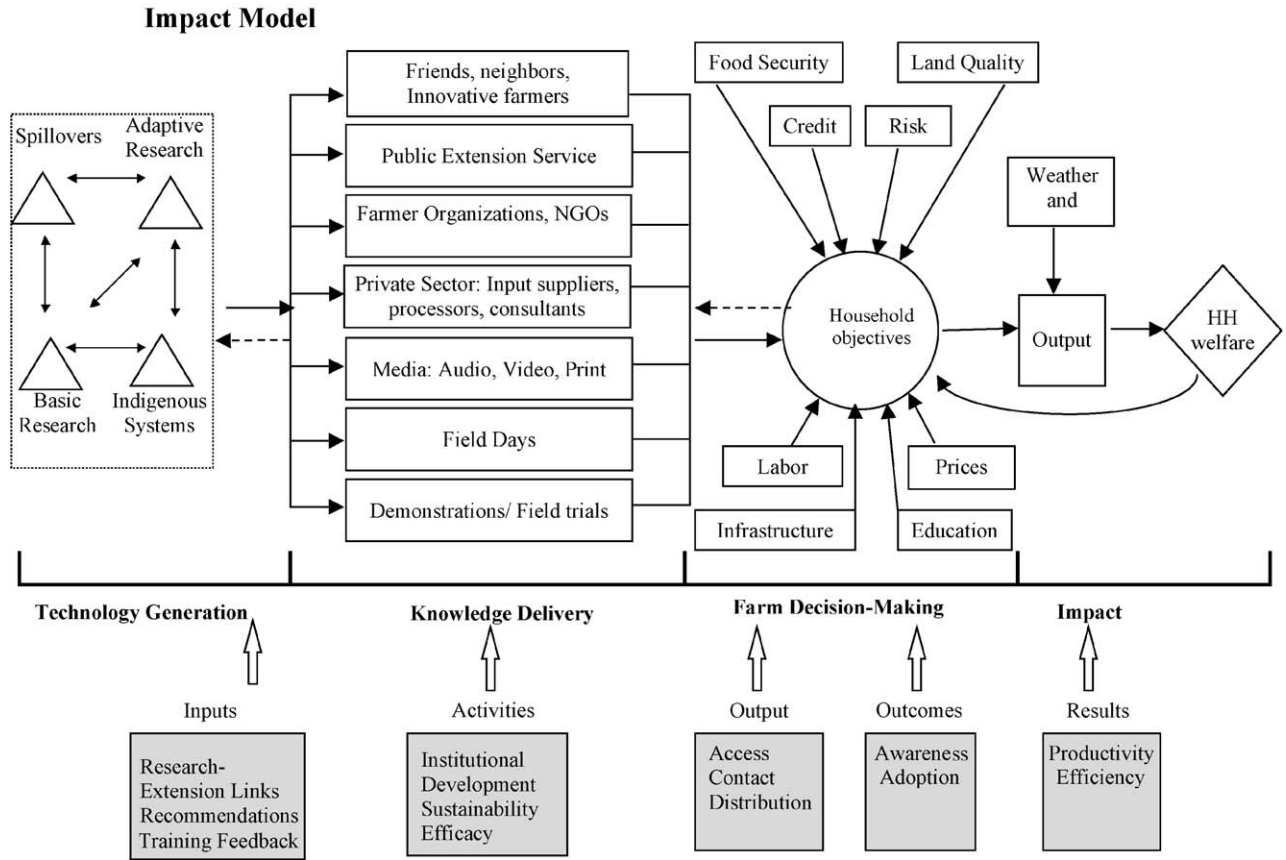 Impact Model
Spillovers
Adaptive
Research
Basic
Research
Indigenous
Systems
Friends, neighbors,
Innovative farmers
Public Extension Service
Farmer Organizations, NGOs
Private Sector: Input suppliers,
processors, consultants
Media: Audio, Video, Print
Field Days
Demonstrations/ Field trials
Food Security
Land Quality
Credit
Risk
Household
objectives
Labor
Prices
Infrastructure
Education
Weather
and
Output
HH
welfare
Technology Generation
Knowledge Delivery
Farm Decision-Making
Impact
Inputs
Activities
Output
Outcomes
Results
Research-
Extension Links
Recommendations
Training Feedback
Institutional
Development
Sustainability
Efficacy
Access
Contact
Distribution
Awareness
Adoption
Productivity
Efficiency